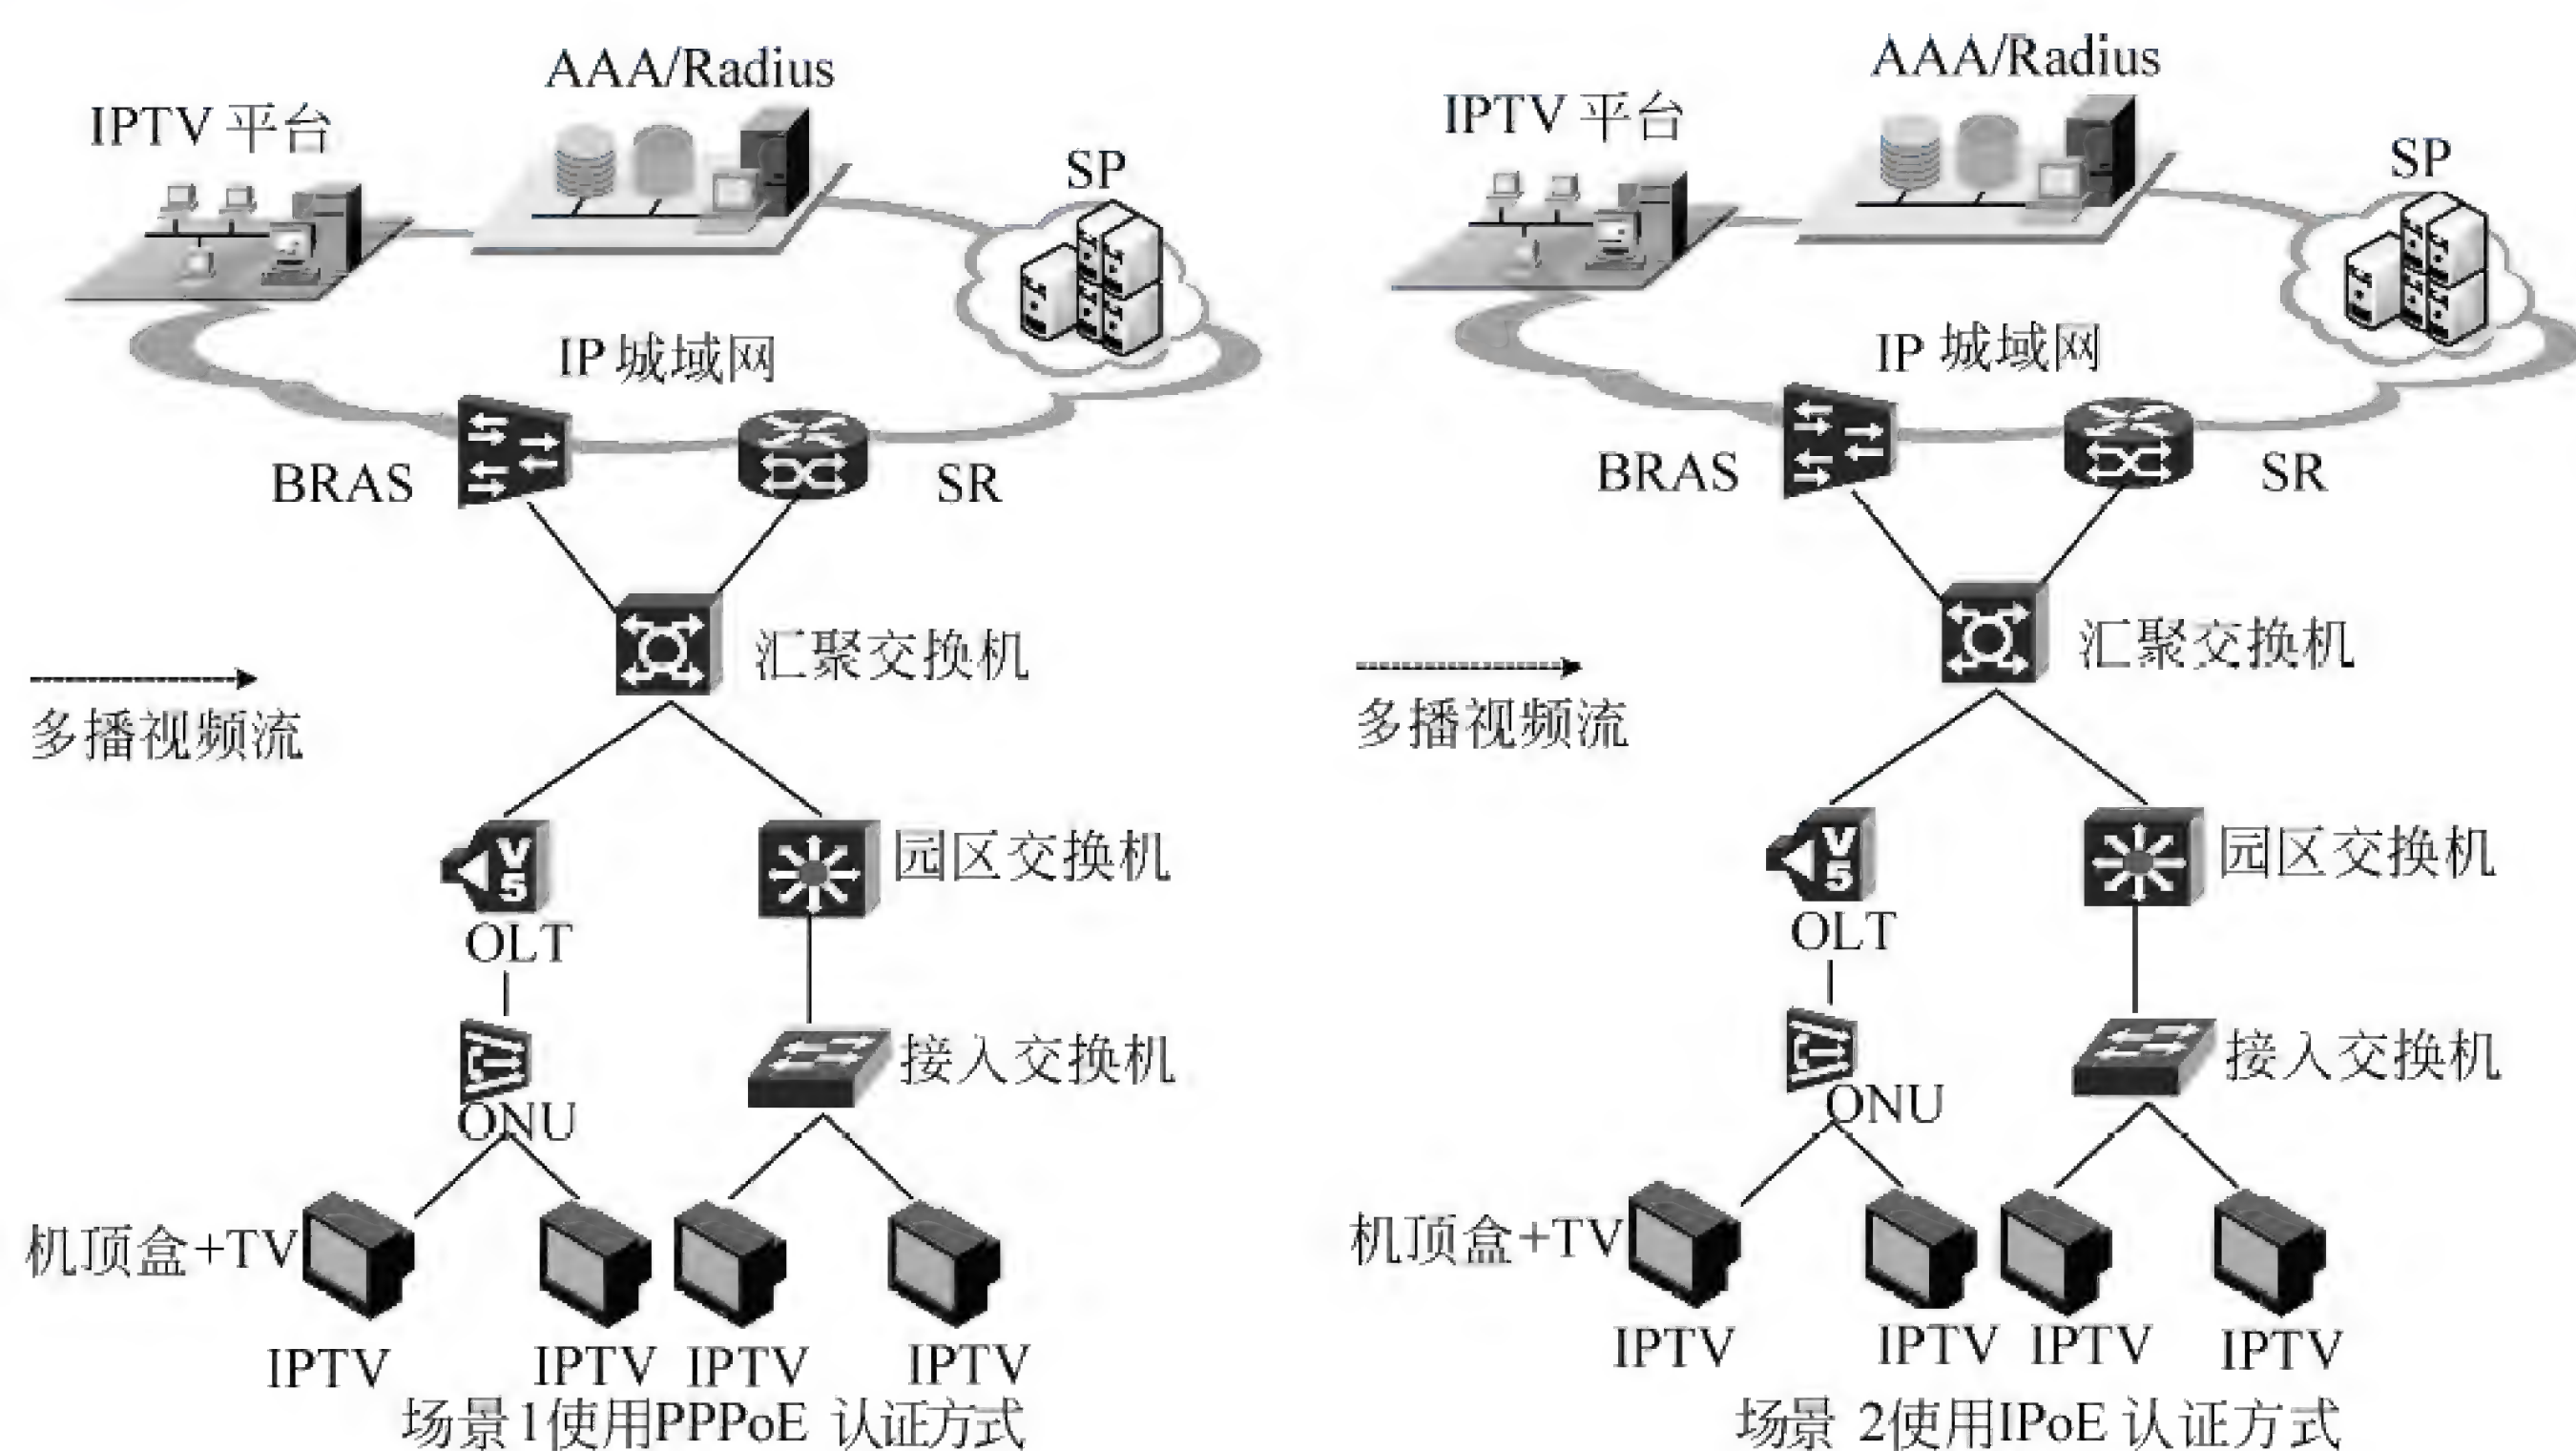 AAA/Radius
IPTV 平台
SP
IP 城域网
BRAS
SR
汇聚交换机
多播视频流
V
5
园区交换机
OLT
接入交换机
ONU
机顶盒+TV
IPTV
IPTV
IPTV
IPTV
场景1使用PPPoE 认证方式
AAA/Radius
IPTV 平台
SP
IP 城域网
BRAS
SR
汇聚交换机
多播视频流
V
5
园区交换机
OLT
接入交换机
ONU
机顶盒+TV
IPTV
IPTV
IPTV
IPTV
场景 2使用IPoE 认证方式